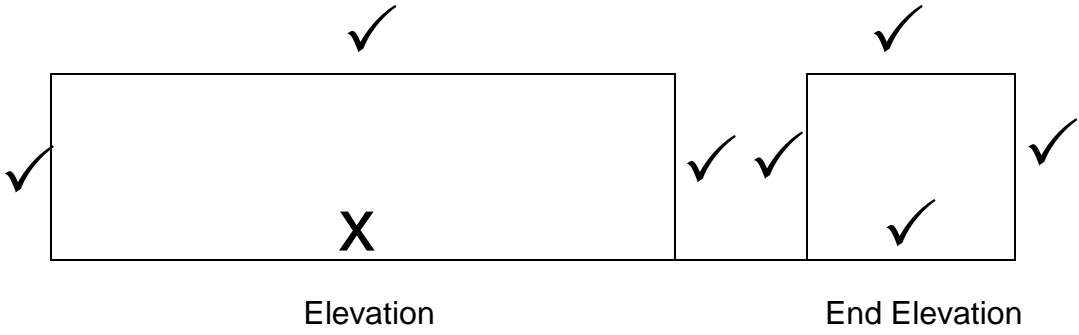 ✓ ✓
✓ ✓ ✓ ✓
X ✓
Elevation End Elevation